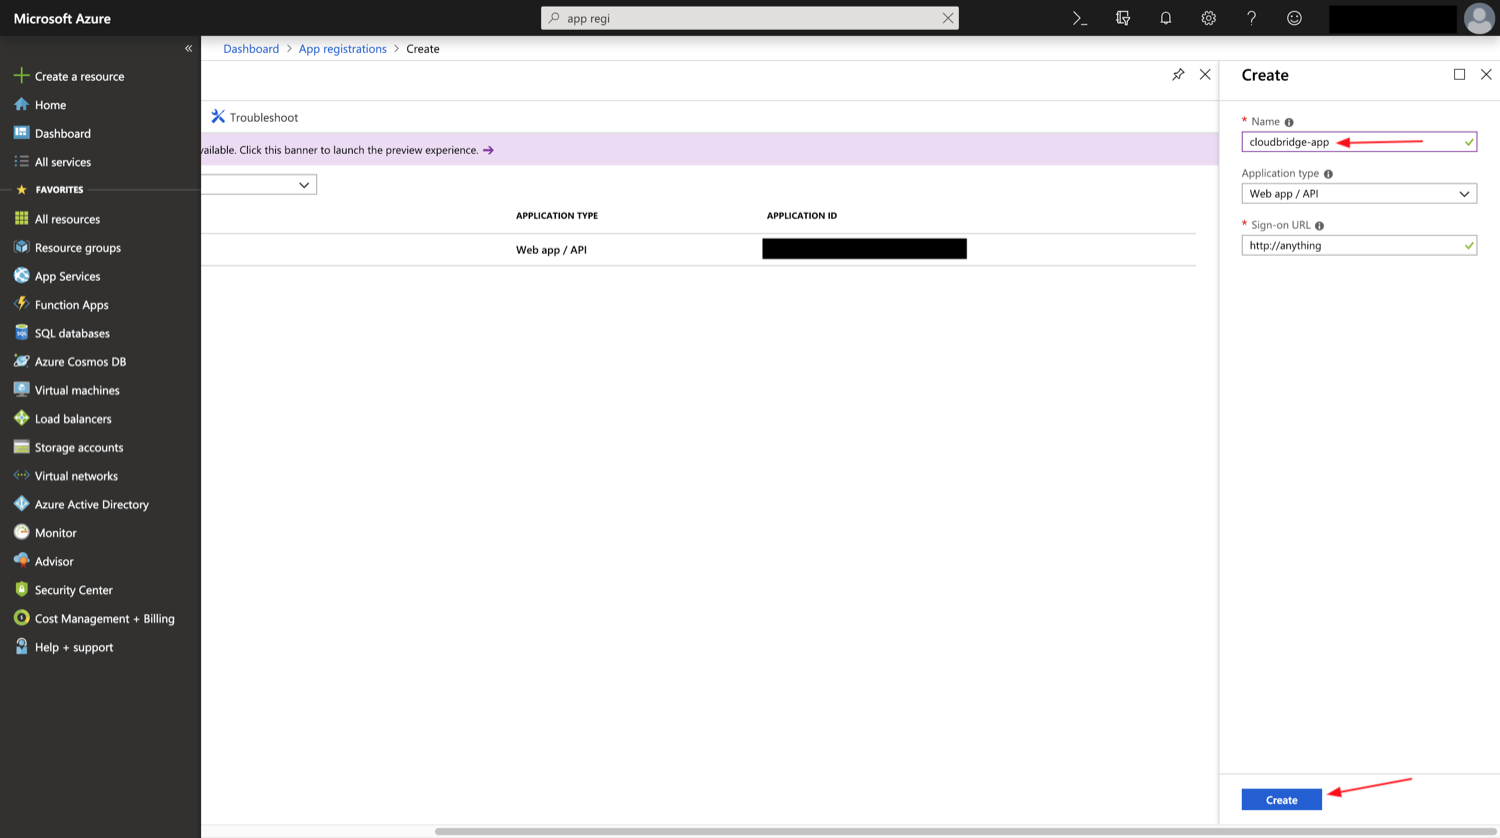 Microsoft Azure
app regi
Dashboard > App registrations > Create
Create a resource
Home
Dashboard
All services
FAVORITES
All resources
Resource groups
App Services
Function Apps
SQL databases
Azure Cosmos DB
Virtual machines
Load balancers
Storage accounts
Virtual networks
Azure Active Directory
Monitor
Advisor
Security Center
Cost Management + Billing
Help + support
Troubleshoot
vailable. Click this banner to launch the preview experience. →
APPLICATION TYPE APPLICATION ID
Web app / API
Create
* Name
cloudbridge-app
Application type
Web app / API
* Sign-on URL
http://anything
Create